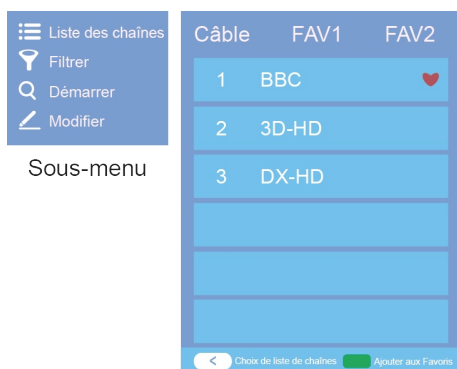 Liste des chaînes
Filtrer
Démarrer
Modifier
Sous-menu
Câble FAV1 FAV2
1 BBC
2 3D-HD
3 DX-HD
< Choix de liste de chaînes Ajouter aux Favoris